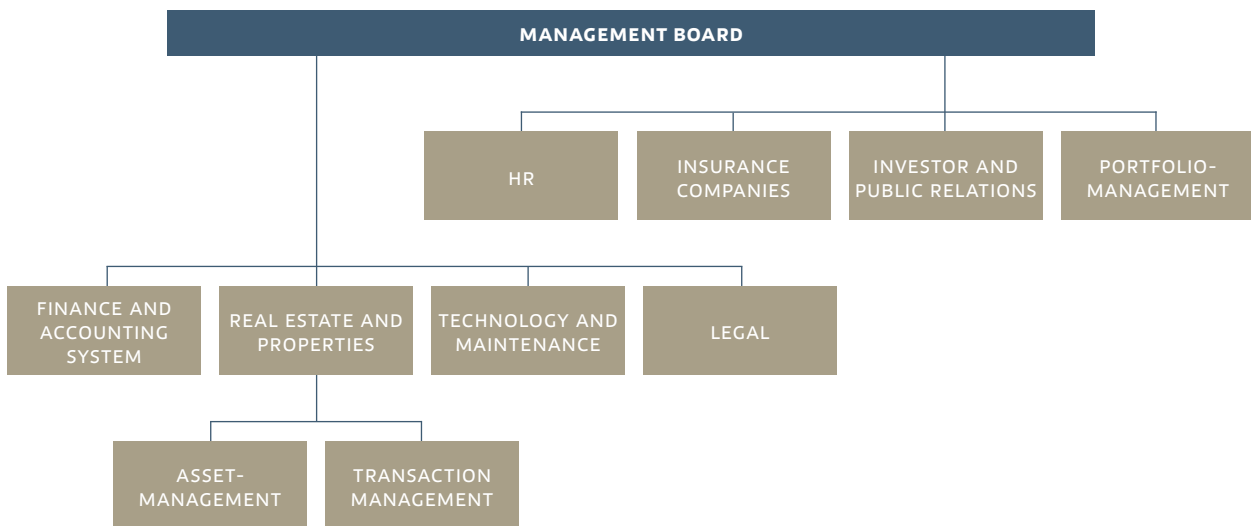 MANAGEMENT BOARD
HR
INSURANCE
COMPANIES
INVESTOR AND
PUBLIC RELATIONS
PORTFOLIO-
MANAGEMENT
FINANCE AND
ACCOUNTING
SYSTEM
REAL ESTATE AND
PROPERTIES
TECHNOLOGY AND
MAINTENANCE
LEGAL
ASSET-
MANAGEMENT
TRANSACTION
MANAGEMENT